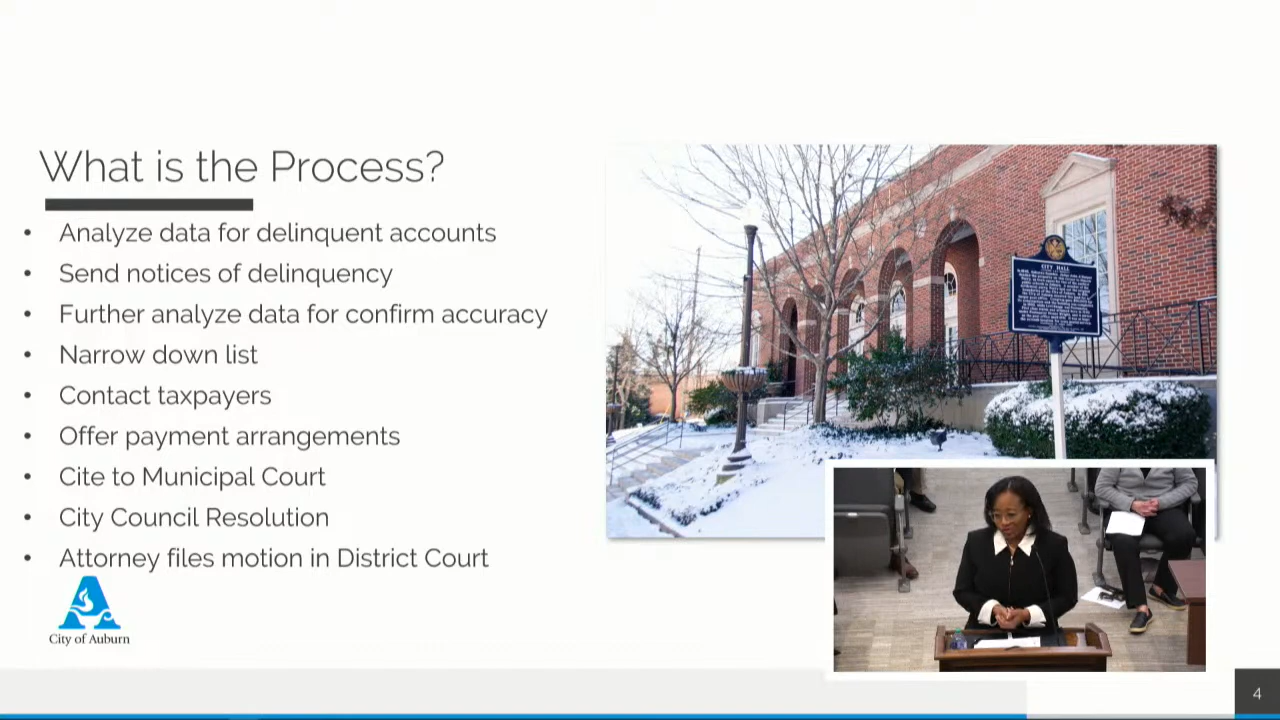 What is the Process?
• Analyze data for delinquent accounts
• Send notices of delinquency
• Further analyze data for confirm accuracy
• Narrow down list
• Contact taxpayers
• Offer payment arrangements
• Cite to Municipal Court
• City Council Resolution
• Attorney files motion in District Court
City of Auburn
CITY HALL
4